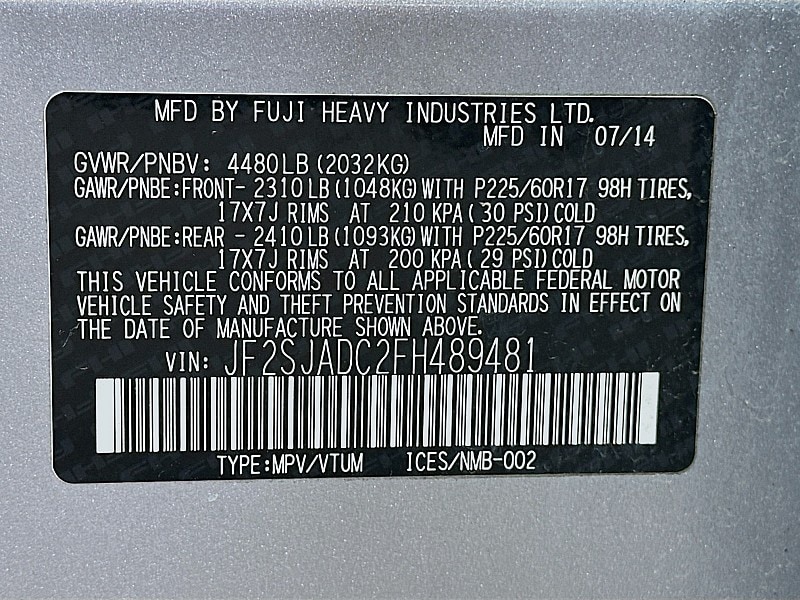 MFD BY FUJI HEAVY INDUSTRIES LTD.
MFD IN 07/14
GVWR/PNBV: 4480LB(2032KG)
GAWR/PNBE:FRONT- 2310LB(1048KG)WITH P225/60R17 98H TIRES,
17X7J RIMS AT 210 KPA( 30 PSI)COLD
GAWR/PNBE:REAR - 2410LB(1093KG)WITH P225/60R17 98H TIRES,
17X7J RIMS AT 200 KPA( 29 PSI)COLD
THIS VEHICLE CONFORMS TO ALL APPLICABLE FEDERAL MOTOR
VEHICLE SAFETY AND THEFT PREVENTION STANDARDS IN EFFECT ON
THE DATE OF MANUFACTURE SHOWN ABOVE.
VIN: JF2SJADC2FH489481
TYPE:MPV/VTUM ICES/NMB-002